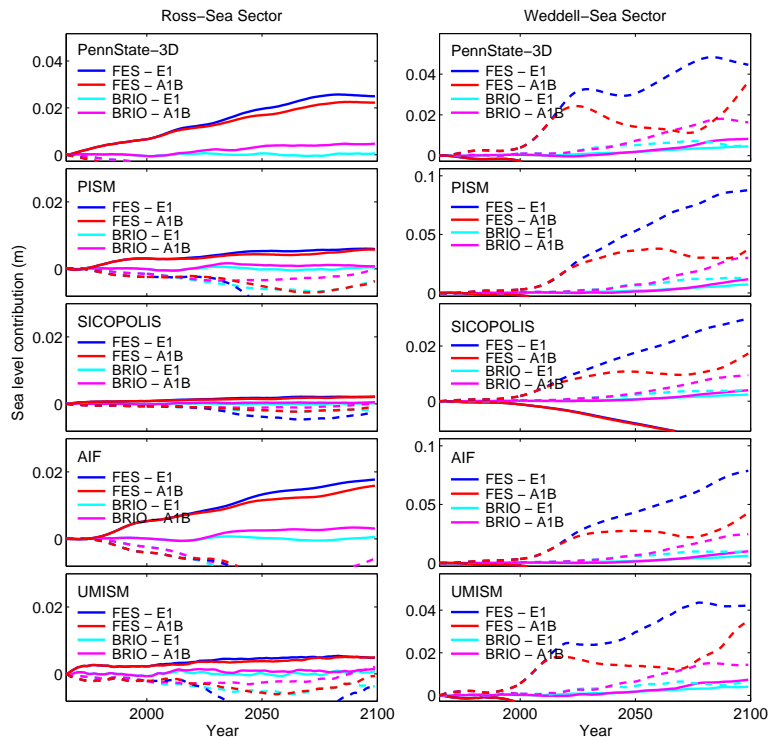 Ross−Sea Sector
Weddell−Sea Sector
Sea level contribution (m)
PennState−3D
FES − E1
FES − A1B
BRIO − E1
BRIO − A1B
0.04
0.02
0
PennState−3D
FES − E1
FES − A1B
BRIO − E1
BRIO − A1B
0.04
0.02
0
PISM
FES − E1
FES − A1B
BRIO − E1
BRIO − A1B
0.02
0
PISM
FES − E1
FES − A1B
BRIO − E1
BRIO − A1B
0.1
0.05
0
SICOPOLIS
FES − E1
FES − A1B
BRIO − E1
BRIO − A1B
0.02
0
SICOPOLIS
FES − E1
FES − A1B
BRIO − E1
BRIO − A1B
0.02
0
AIF
FES − E1
FES − A1B
BRIO − E1
BRIO − A1B
0.02
0
AIF
FES − E1
FES − A1B
BRIO − E1
BRIO − A1B
0.1
0.05
0
UMISM
FES − E1
FES − A1B
BRIO − E1
BRIO − A1B
0.02
0
2000 2050 2100
Year
UMISM
FES − E1
FES − A1B
BRIO − E1
BRIO − A1B
0.04
0.02
0
2000 2050 2100
Year